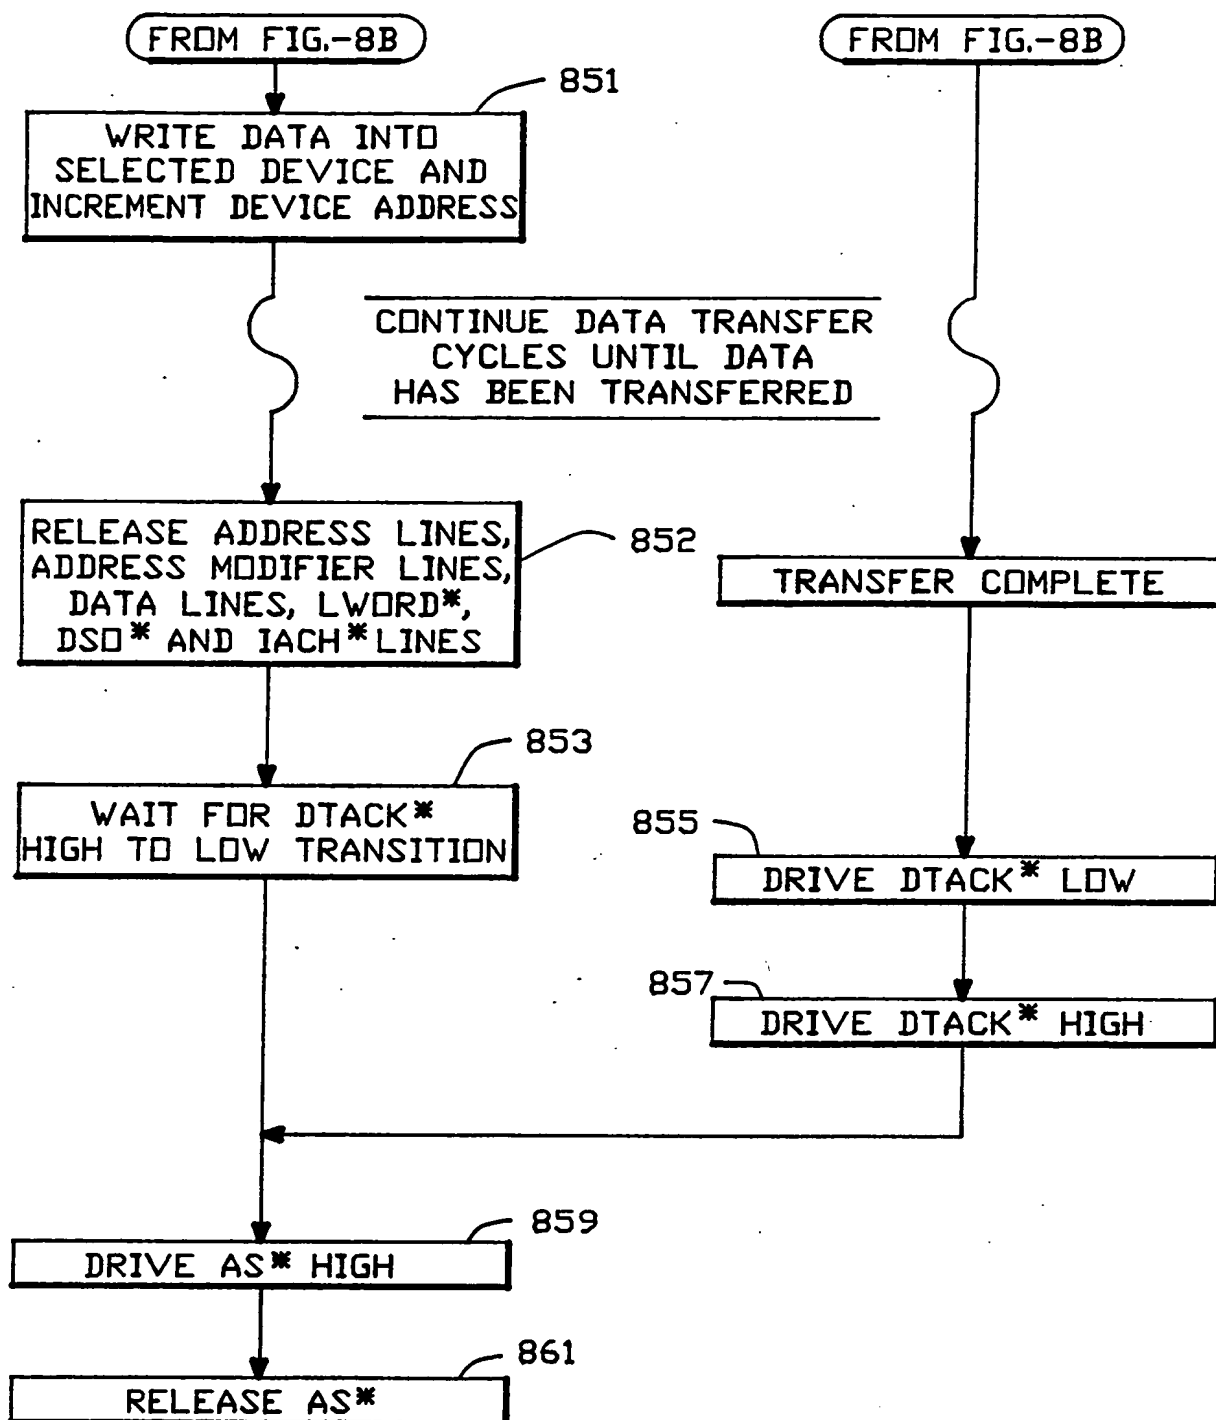 FROM FIG.-8B
851
WRITE DATA INTO
SELECTED DEVICE AND
INCREMENT DEVICE ADDRESS
FROM FIG.-8B
CONTINUE DATA TRANSFER
CYCLES UNTIL DATA
HAS BEEN TRANSFERRED
852
RELEASE ADDRESS LINES,
ADDRESS MODIFIER LINES,
DATA LINES, LWORD*,
DSO* AND IACH* LINES
TRANSFER COMPLETE
853
WAIT FOR DTACK*
HIGH TO LOW TRANSITION
855
DRIVE DTACK* LOW
857
DRIVE DTACK* HIGH
859
DRIVE AS* HIGH
861
RELEASE AS*